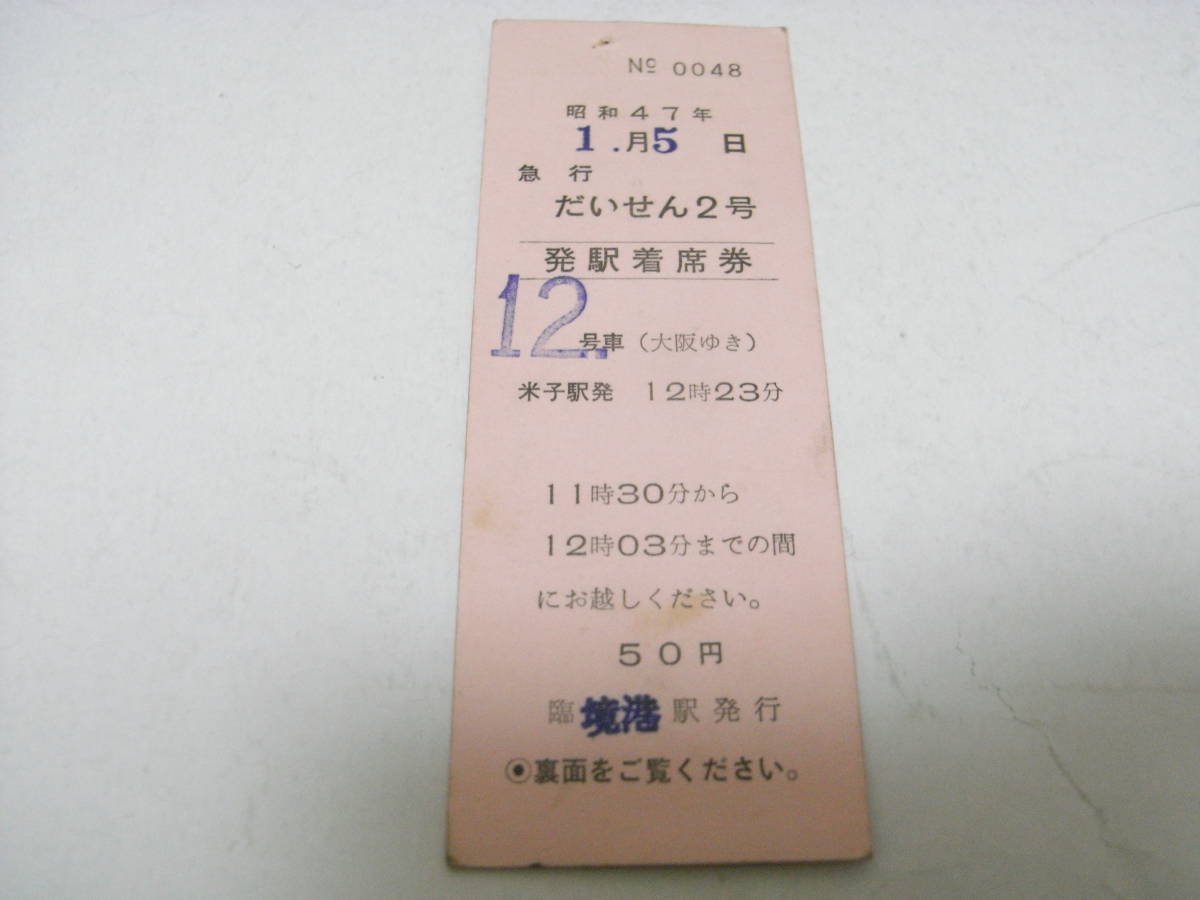 № 0048
昭和47年
1.月5日
急行
だいせん2号
発駅着席券
12.号車（大阪ゆき）
米子駅発 12時23分
11時30分から
12時03分までの間
にお越しください。
50円
臨 境港 駅発行
◉裏面をご覧ください。